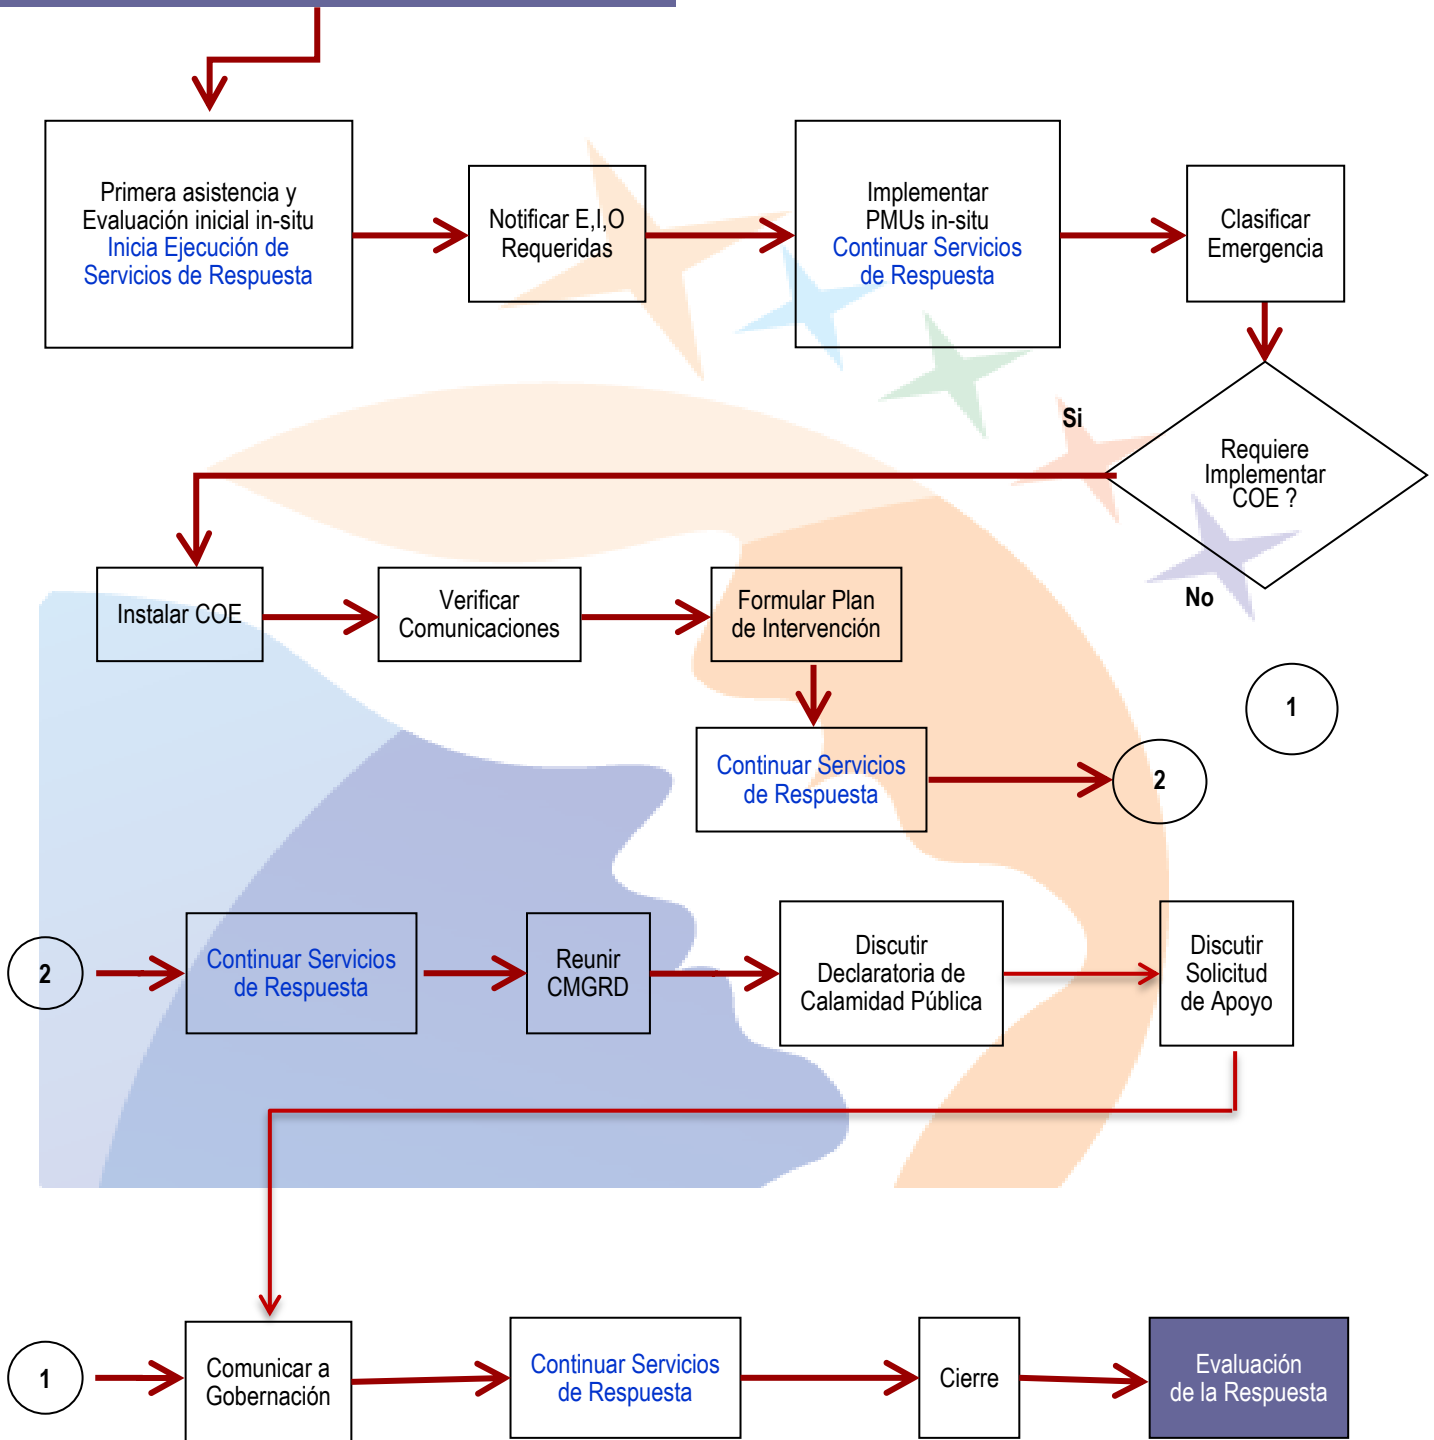 Primera asistencia y
Evaluación inicial in-situ
Inicia Ejecución de
Servicios de Respuesta
Notificar E,I,O
Requeridas
Implementar
PMUs in-situ
Continuar Servicios
de Respuesta
Clasificar
Emergencia
Si
Requiere
Implementar
COE ?
No
Instalar COE
Verificar
Comunicaciones
Formular Plan
de Intervención
1
Continuar Servicios
de Respuesta
2
2
Continuar Servicios
de Respuesta
Reunir
CMGRD
Discutir
Declaratoria de
Calamidad Pública
Discutir
Solicitud
de Apoyo
1
Comunicar a
Gobernación
Continuar Servicios
de Respuesta
Cierre
Evaluación
de la Respuesta